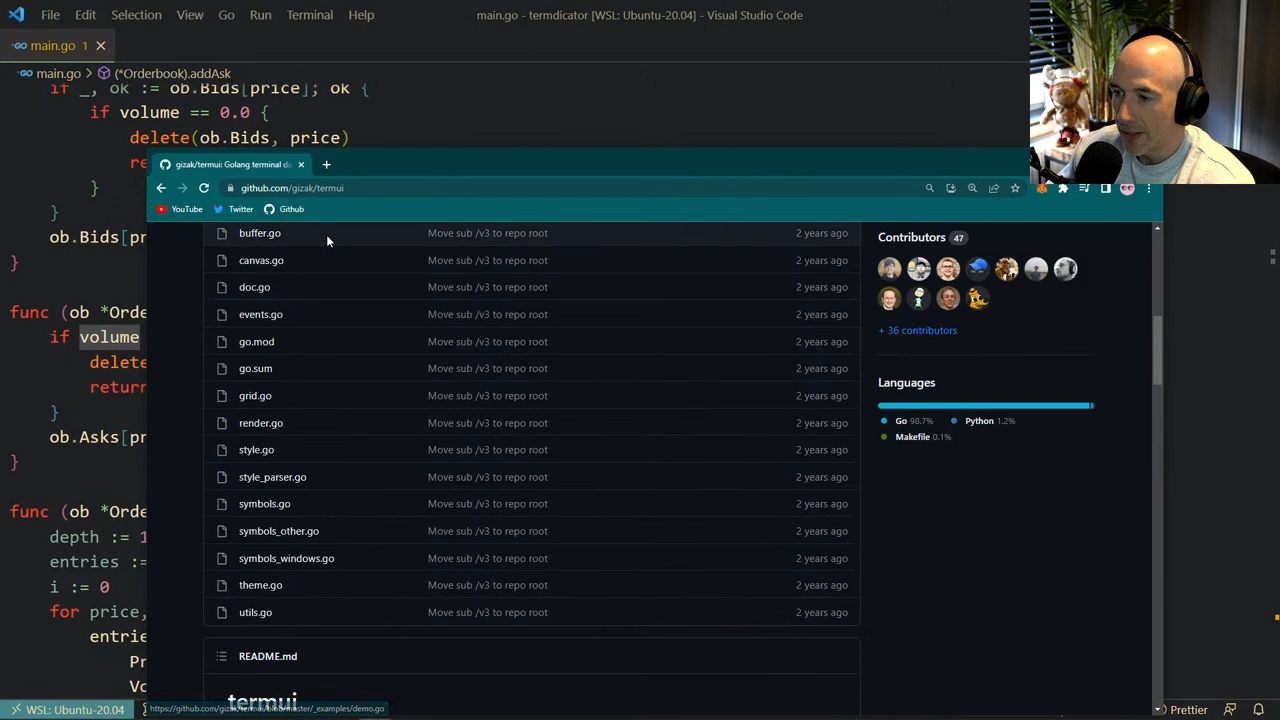 File Edit Selection View Go Run Terminal Help main.go - termdicator [WSL: Ubuntu-20.04] - Visual Studio Code
main.go 1
main.go > (*Orderbook).addAsk
if _, ok := ob.Bids[price]; ok {
if volume == 0.0 {
delete(ob.Bids, price)
re
}
}
ob.Bids[pr
}
func (ob *Orde
if volume
delete
return
}
ob.Asks[pr
}
func (ob *Orde
depth := 1
entries :=
i := 0
for price,
entrie
Pr
Vo
WSL: Ubuntu-20.04
Prettier
gizak/termui: Golang terminal da
github.com/gizak/termui
YouTube Twitter Github
buffer.go Move sub /v3 to repo root 2 years ago
canvas.go Move sub /v3 to repo root 2 years ago
doc.go Move sub /v3 to repo root 2 years ago
events.go Move sub /v3 to repo root 2 years ago
go.mod Move sub /v3 to repo root 2 years ago
go.sum Move sub /v3 to repo root 2 years ago
grid.go Move sub /v3 to repo root 2 years ago
render.go Move sub /v3 to repo root 2 years ago
style.go Move sub /v3 to repo root 2 years ago
style_parser.go Move sub /v3 to repo root 2 years ago
symbols.go Move sub /v3 to repo root 2 years ago
symbols_other.go Move sub /v3 to repo root 2 years ago
symbols_windows.go Move sub /v3 to repo root 2 years ago
theme.go Move sub /v3 to repo root 2 years ago
utils.go Move sub /v3 to repo root 2 years ago
README.md
termui
https://github.com/gizak/termui/blob/master/_examples/demo.go
Contributors 47
+ 36 contributors
Languages
Go 98.7% Python 1.2%
Makefile 0.1%